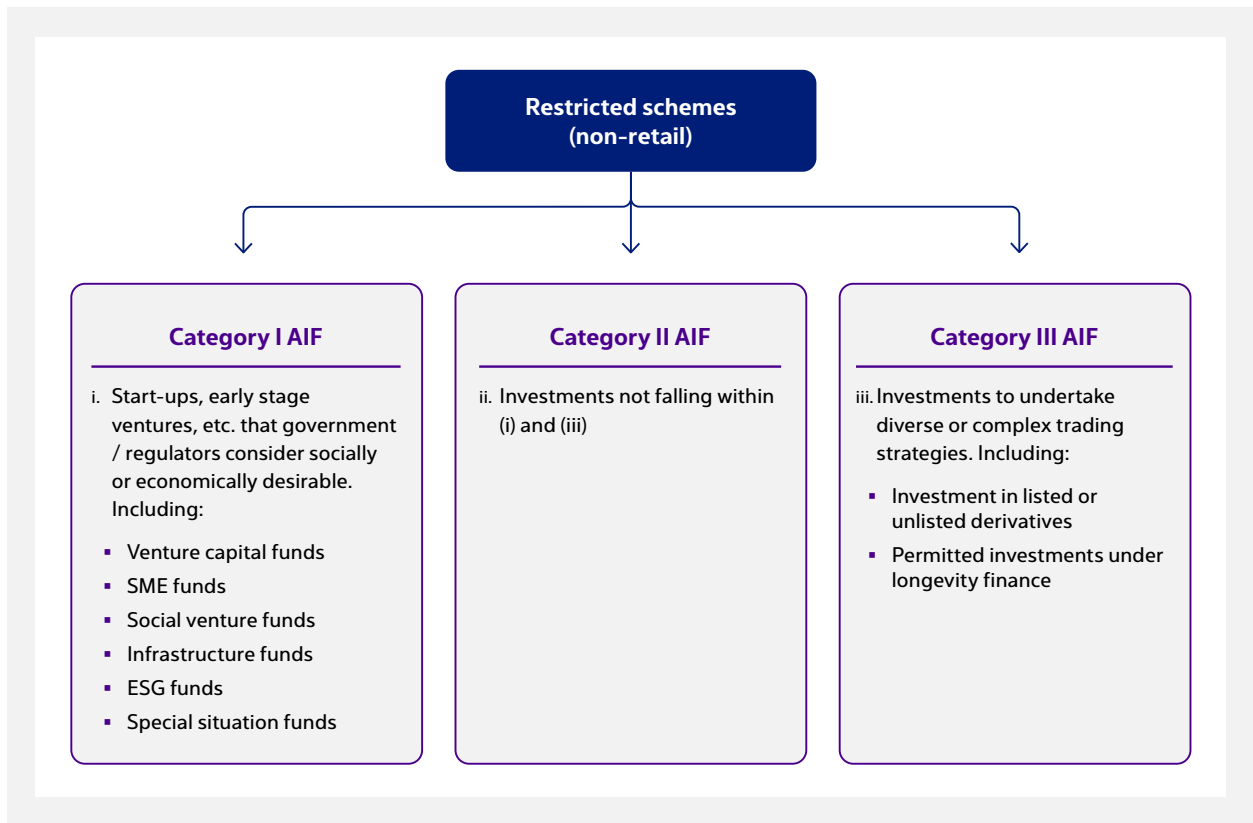 Restricted schemes
(non-retail)
Category I AIF
i. Start-ups, early stage
ventures, etc. that government
/ regulators consider socially
or economically desirable.
Including:
▪ Venture capital funds
▪ SME funds
▪ Social venture funds
▪ Infrastructure funds
▪ ESG funds
▪ Special situation funds
Category II AIF
ii. Investments not falling within
(i) and (iii)
Category III AIF
iii. Investments to undertake
diverse or complex trading
strategies. Including:
▪ Investment in listed or
unlisted derivatives
▪ Permitted investments under
longevity finance